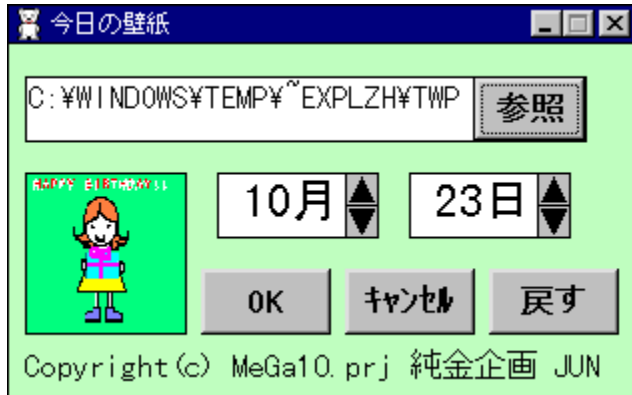 今日の壁紙
C:¥WINDOWS¥TEMP¥~EXPLZH¥TWP
参照
HAPPY BIRTHDAY!!
10月
23日
OK
ｷｬﾝｾﾙ
戻す
Copyright(c) MeGa10.prj 純金企画 JUN